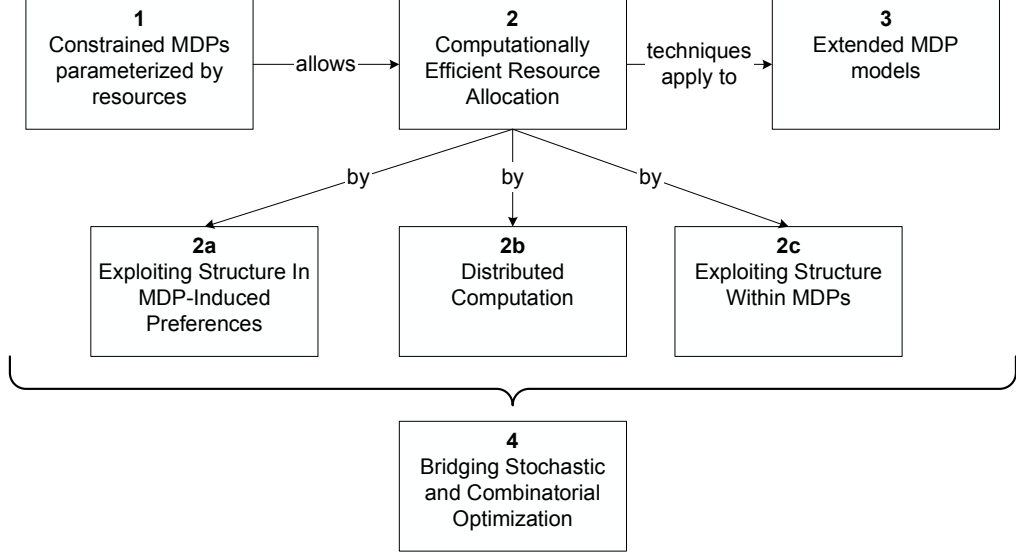 1
Constrained MDPs
parameterized by
resources
allows
2
Computationally
Efficient Resource
Allocation
techniques
apply to
3
Extended MDP
models
by
by
by
2a
Exploiting Structure In
MDP-Induced
Preferences
2b
Distributed
Computation
2c
Exploiting Structure
Within MDPs
4
Bridging Stochastic
and Combinatorial
Optimization